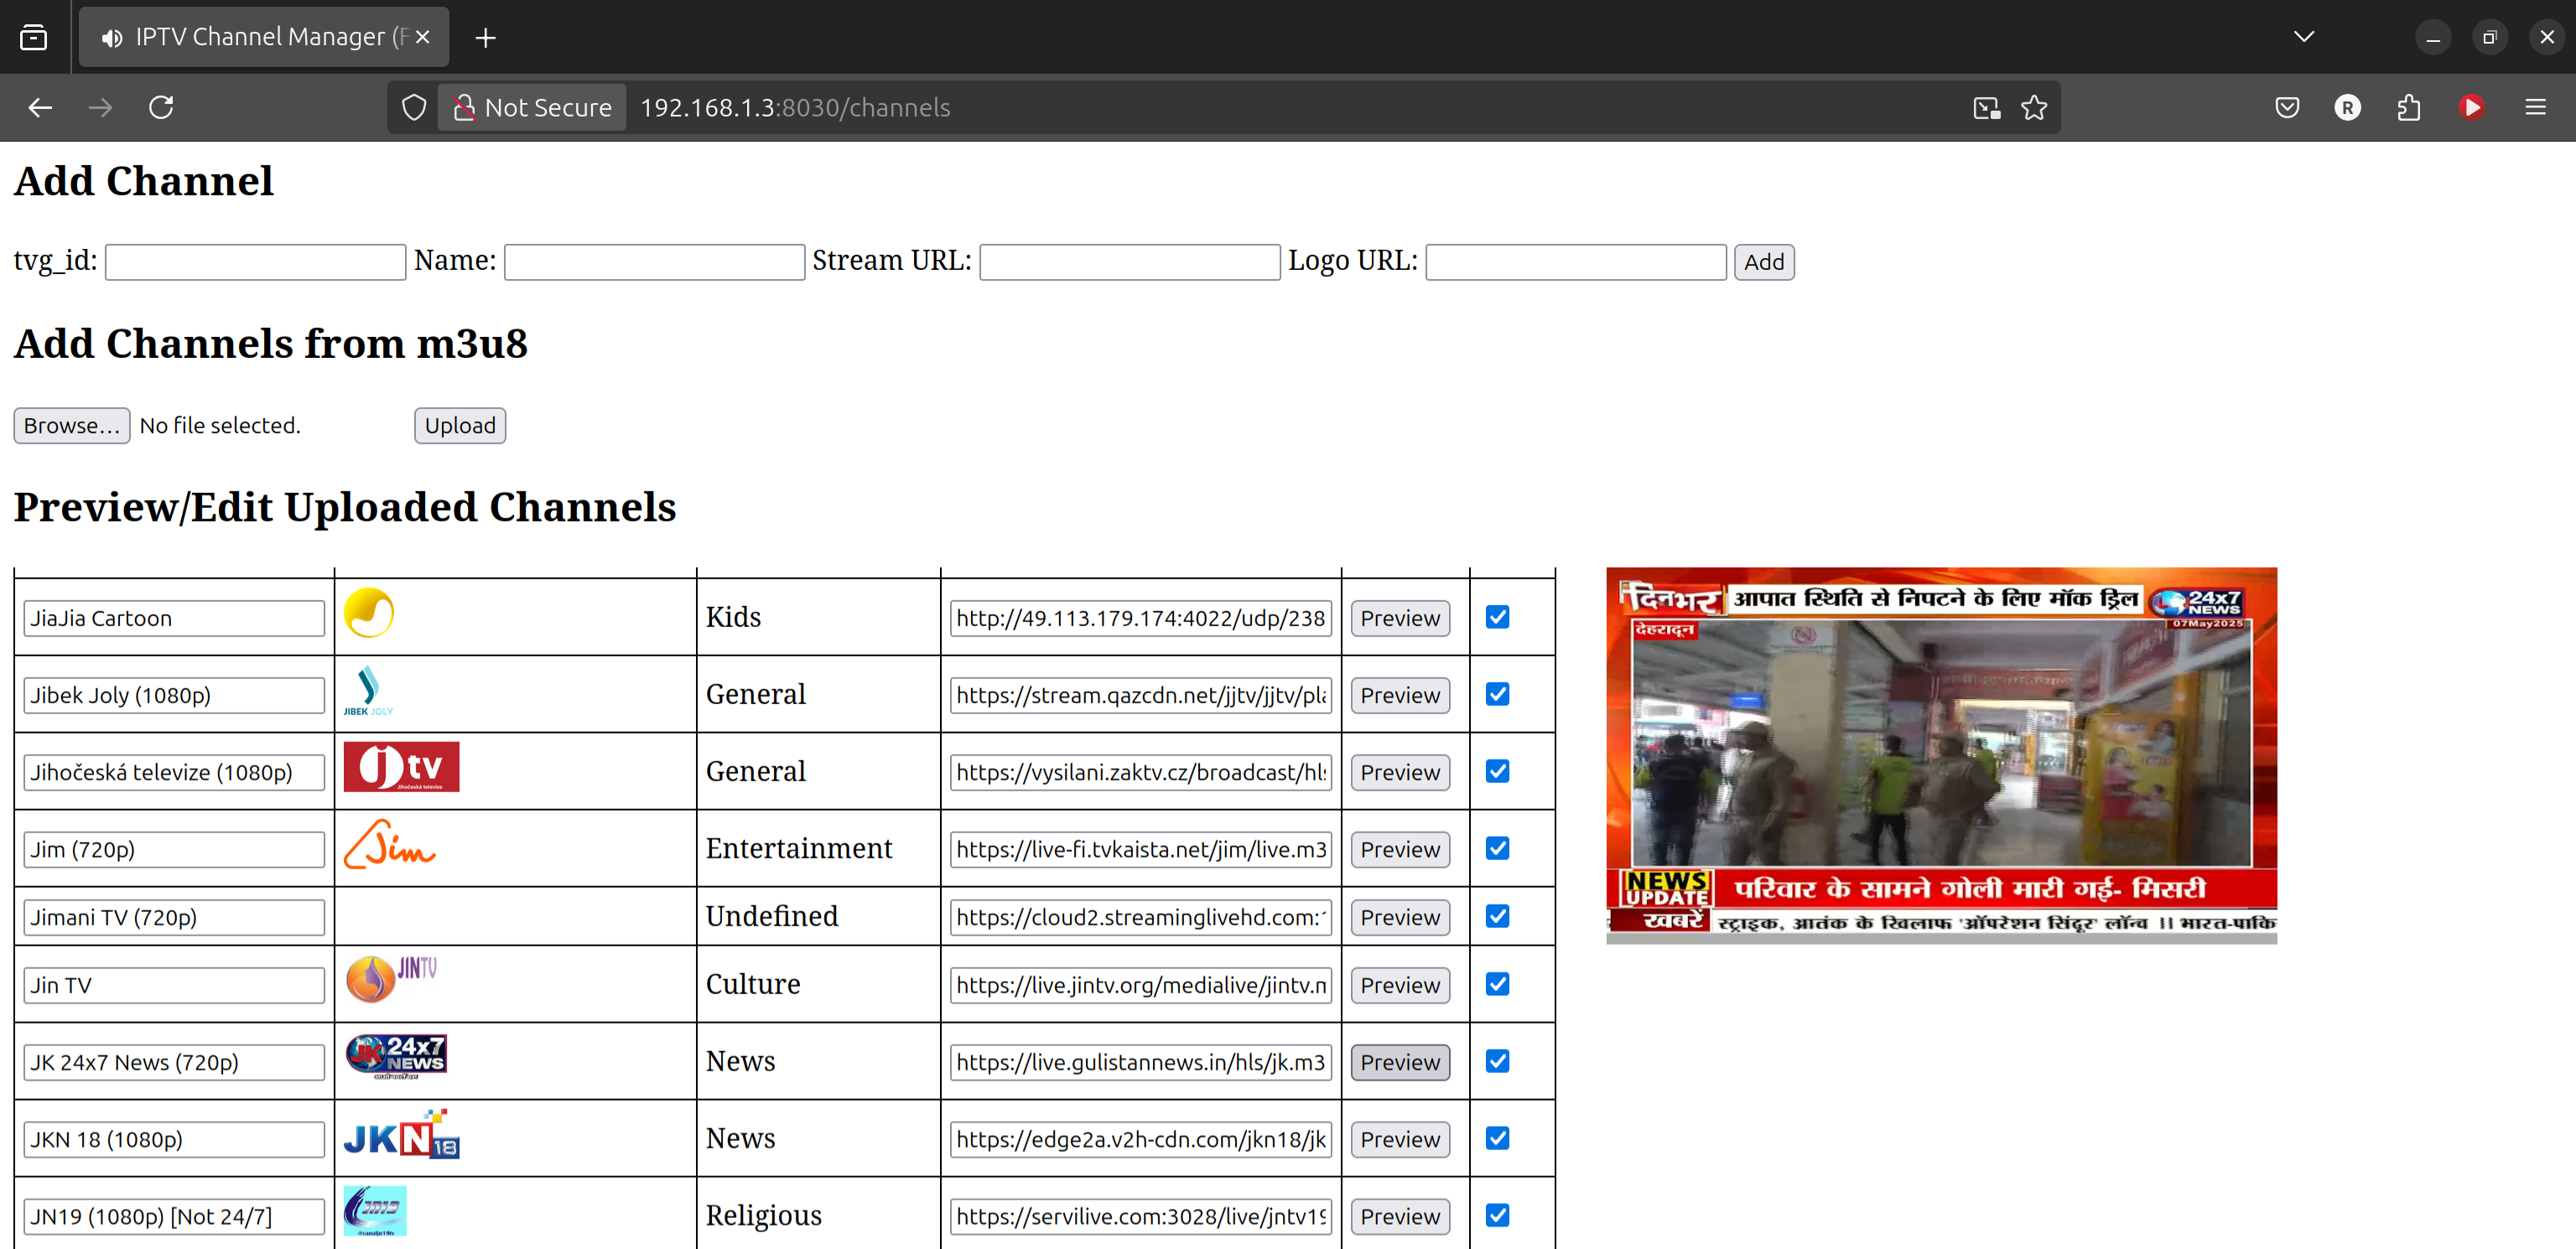 IPTV Channel Manager (F
Not Secure
192.168.1.3:8030/channels
R
Add Channel
tvg_id: Name: Stream URL: Logo URL: Add
Add Channels from m3u8
Browse... No file selected. Upload
Preview/Edit Uploaded Channels
JiaJia Cartoon Kids http://49.113.179.174:4022/udp/238 Preview
Jibek Joly (1080p) JIBEK JOLY General https://stream.qazcdn.net/jjtv/jjtv/pla Preview
Jihočeská televize (1080p) jtv Jihočeská televize General https://vysilani.zaktv.cz/broadcast/hls Preview
Jim (720p) Jim Entertainment https://live-fi.tvkaista.net/jim/live.m3 Preview
Jimani TV (720p) Undefined https://cloud2.streaminglivehd.com:1 Preview
Jin TV JINTV Culture https://live.jintv.org/medialive/jintv.m Preview
JK 24x7 News (720p) JK 24x7 NEWS News https://live.gulistannews.in/hls/jk.m3 Preview
JKN 18 (1080p) JKN 18 News https://edge2a.v2h-cdn.com/jkn18/jk Preview
JN19 (1080p) [Not 24/7] JN19 Religious https://servilive.com:3028/live/jntv19 Preview
दिनभर आपात स्थिति से निपटने के लिए मॉक ड्रिल 24x7 NEWS
देहरादून 07May2025
NEWS UPDATE परिवार के सामने गोली मारी गई- मिसरी
खबरें स्ट्राइक, आतंक के खिलाफ 'ऑपरेशन सिंदूर' लॉन्च ।। भारत-पाकि